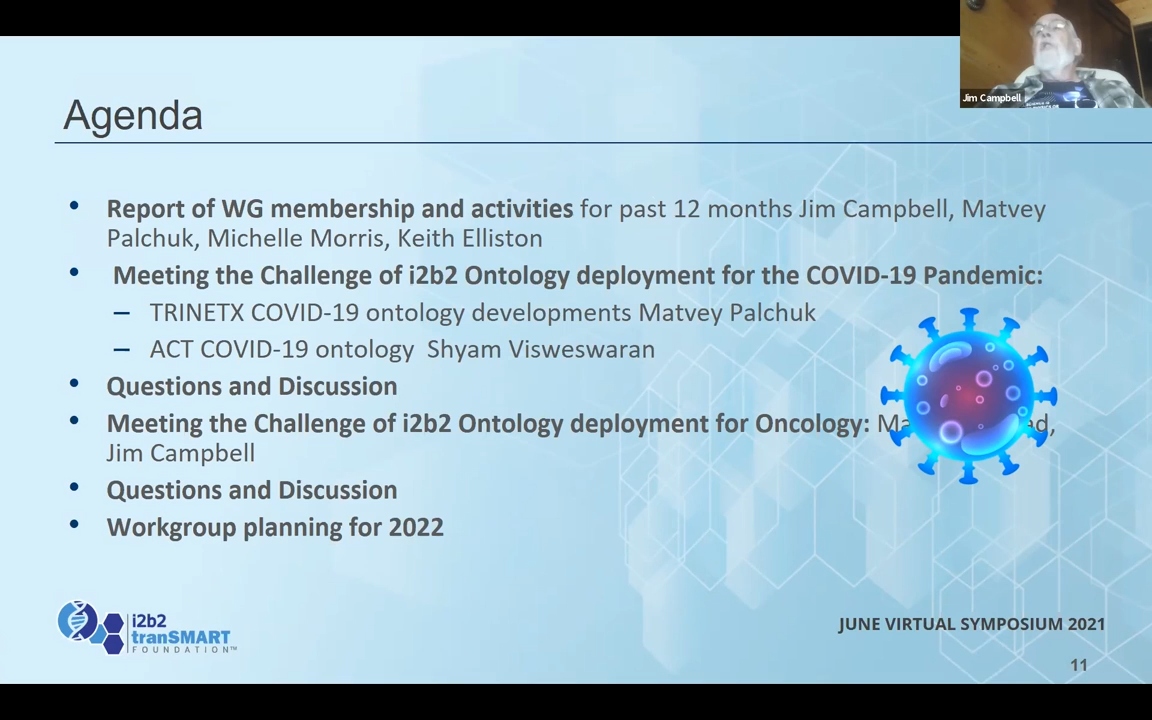 Jim Campbell
Agenda
• Report of WG membership and activities for past 12 months Jim Campbell, Matvey
Palchuk, Michelle Morris, Keith Elliston
• Meeting the Challenge of i2b2 Ontology deployment for the COVID-19 Pandemic:
– TRINETX COVID-19 ontology developments Matvey Palchuk
– ACT COVID-19 ontology Shyam Visweswaran
• Questions and Discussion
• Meeting the Challenge of i2b2 Ontology deployment for Oncology:
Jim Campbell
• Questions and Discussion
• Workgroup planning for 2022
i2b2
tranSMART
FOUNDATION™
JUNE VIRTUAL SYMPOSIUM 2021
11